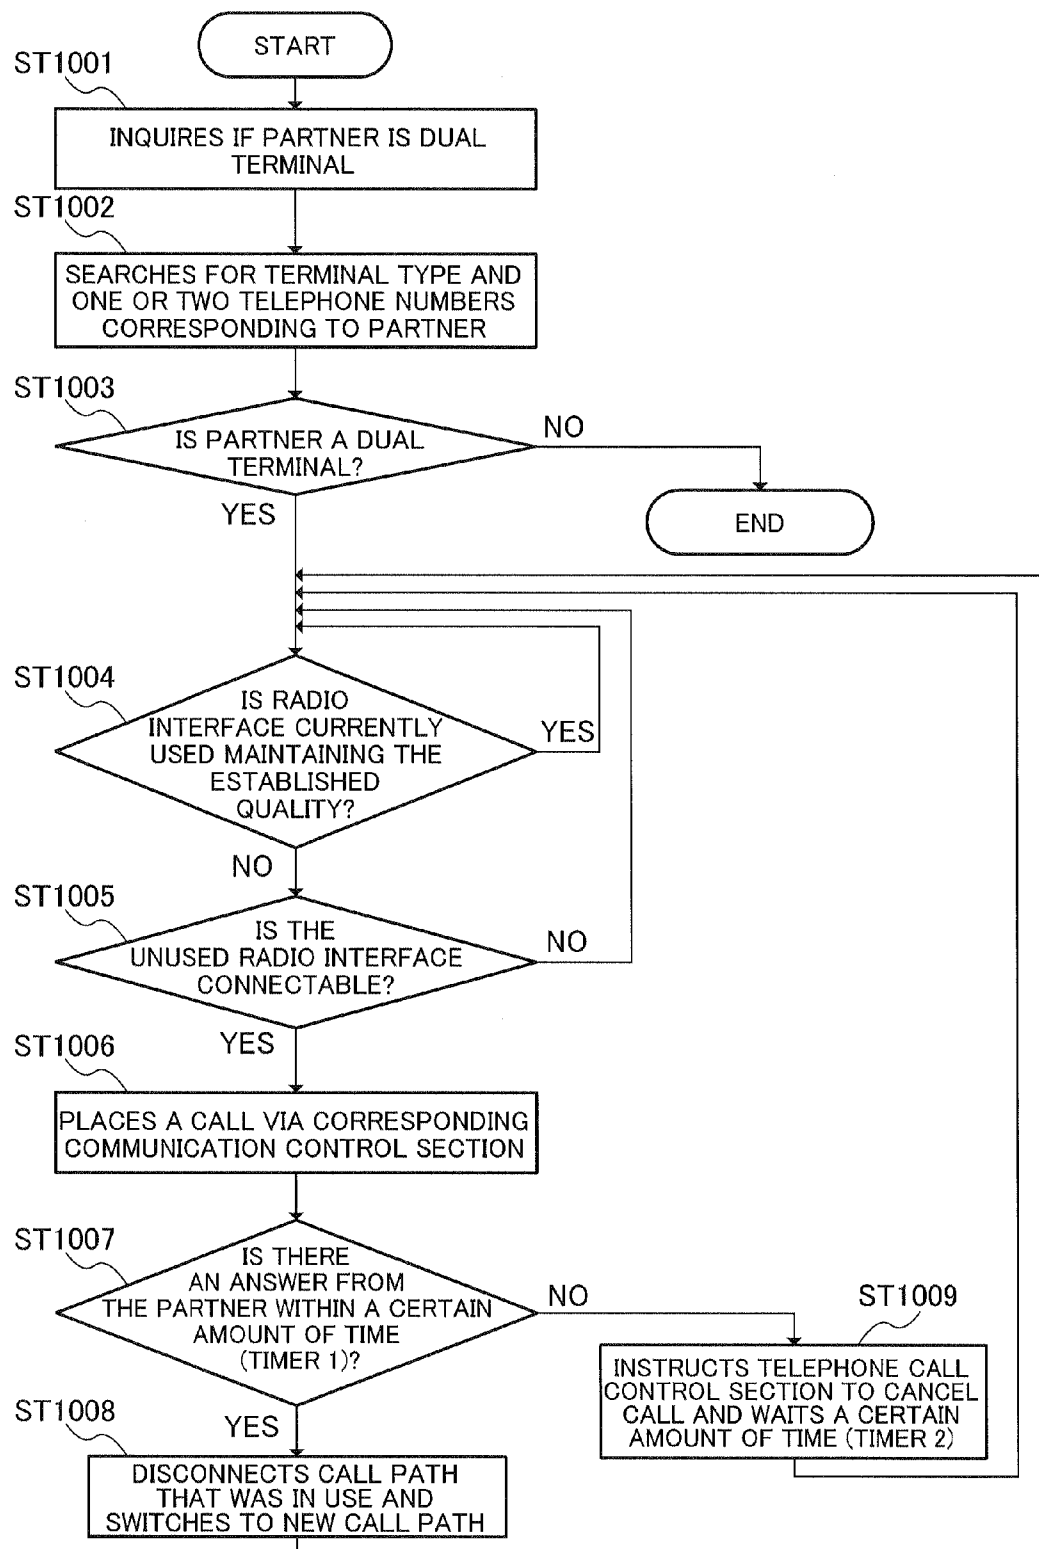 START
ST1001
INQUIRES IF PARTNER IS DUAL
TERMINAL
ST1002
SEARCHES FOR TERMINAL TYPE AND
ONE OR TWO TELEPHONE NUMBERS
CORRESPONDING TO PARTNER
ST1003
IS PARTNER A DUAL
TERMINAL?
NO
YES
END
ST1004
IS RADIO
INTERFACE CURRENTLY
USED MAINTAINING THE
ESTABLISHED
QUALITY?
YES
NO
ST1005
IS THE
UNUSED RADIO INTERFACE
CONNECTABLE?
NO
YES
ST1006
PLACES A CALL VIA CORRESPONDING
COMMUNICATION CONTROL SECTION
ST1007
IS THERE
AN ANSWER FROM
THE PARTNER WITHIN A CERTAIN
AMOUNT OF TIME
(TIMER 1)?
NO
YES
ST1009
INSTRUCTS TELEPHONE CALL
CONTROL SECTION TO CANCEL
CALL AND WAITS A CERTAIN
AMOUNT OF TIME (TIMER 2)
ST1008
DISCONNECTS CALL PATH
THAT WAS IN USE AND
SWITCHES TO NEW CALL PATH